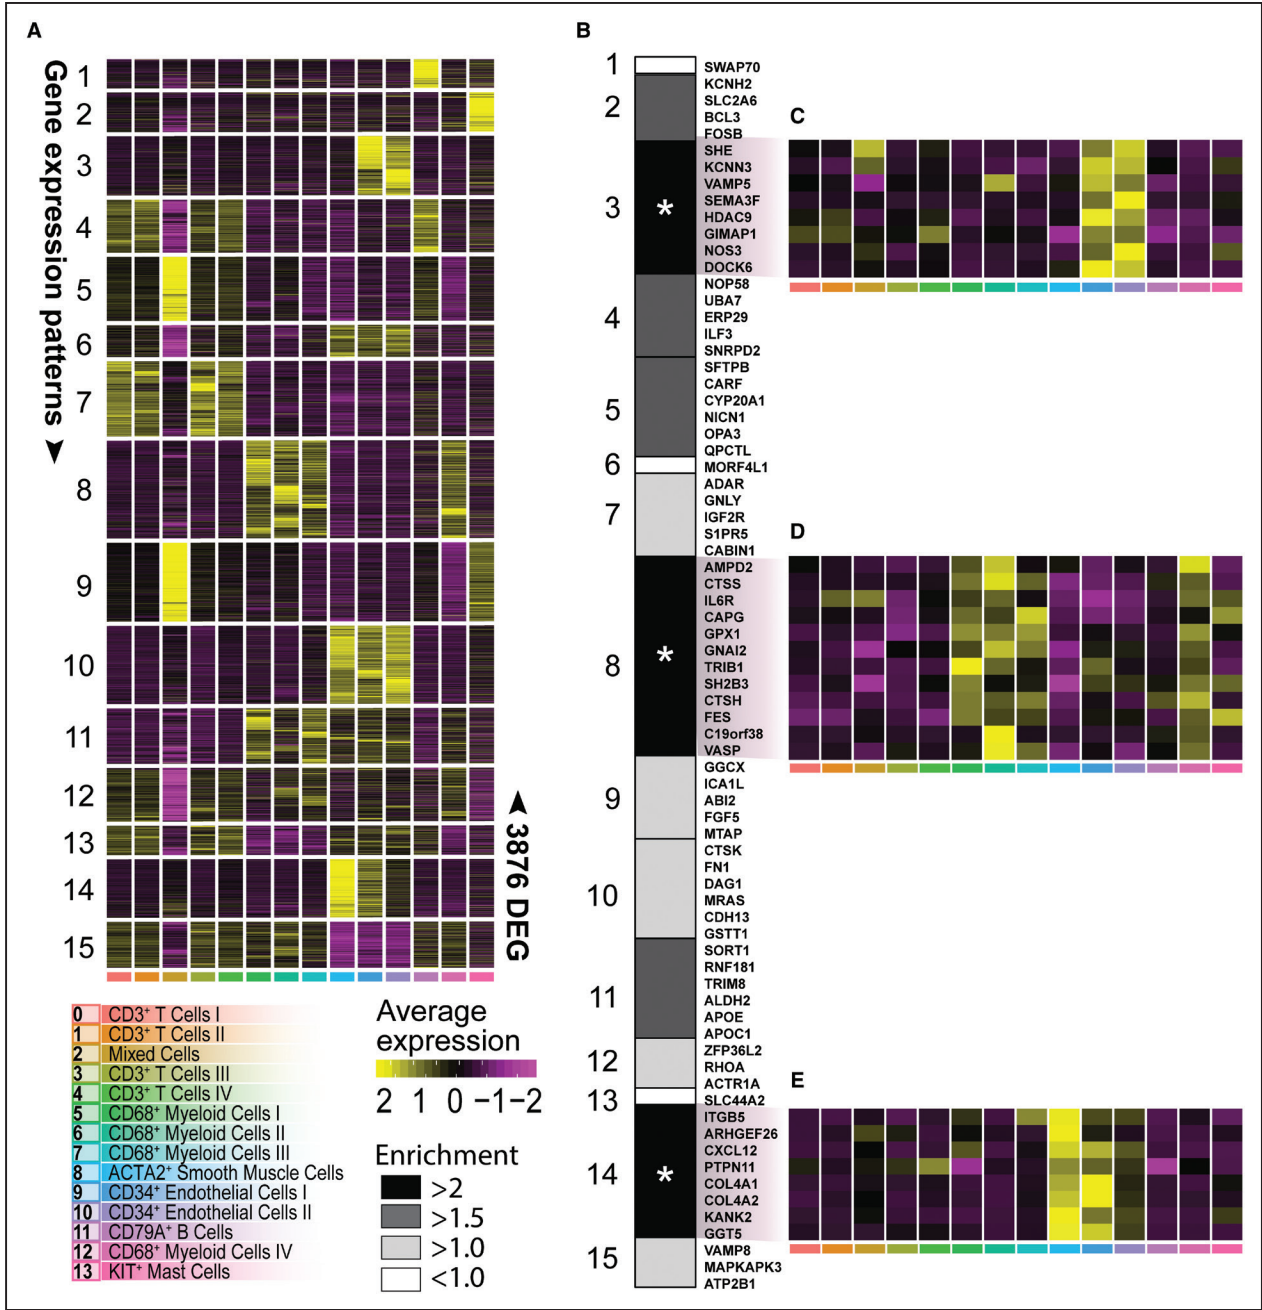 A
Gene expression patterns
1
2
3
4
5
6
7
8
9
10
11
12
13
14
15
3876 DEG
0 CD3+ T Cells I
1 CD3+ T Cells II
2 Mixed Cells
3 CD3+ T Cells III
4 CD3+ T Cells IV
5 CD68+ Myeloid Cells I
6 CD68+ Myeloid Cells II
7 CD68+ Myeloid Cells III
8 ACTA2+ Smooth Muscle Cells
9 CD34+ Endothelial Cells I
10 CD34+ Endothelial Cells II
11 CD79A+ B Cells
12 CD68+ Myeloid Cells IV
13 KIT+ Mast Cells
Average
expression
2 1 0 −1 −2
Enrichment
>2
>1.5
>1.0
<1.0
B
1
SWAP70
2
KCNH2
SLC2A6
BCL3
FOSB
3
*
SHE
KCNN3
VAMP5
SEMA3F
HDAC9
GIMAP1
NOS3
DOCK6
4
NOP58
UBA7
ERP29
ILF3
SNRPD2
5
SFTPB
CARF
CYP20A1
NICN1
OPA3
QPCTL
6
MORF4L1
7
ADAR
GNLY
IGF2R
S1PR5
CABIN1
8
*
AMPD2
CTSS
IL6R
CAPG
GPX1
GNAI2
TRIB1
SH2B3
CTSH
FES
C19orf38
VASP
9
GGCX
ICA1L
ABI2
FGF5
MTAP
10
CTSK
FN1
DAG1
MRAS
CDH13
GSTT1
11
SORT1
RNF181
TRIM8
ALDH2
APOE
APOC1
12
ZFP36L2
RHOA
ACTR1A
13
SLC44A2
14
*
ITGB5
ARHGEF26
CXCL12
PTPN11
COL4A1
COL4A2
KANK2
GGT5
15
VAMP8
MAPKAPK3
ATP2B1
C
D
E